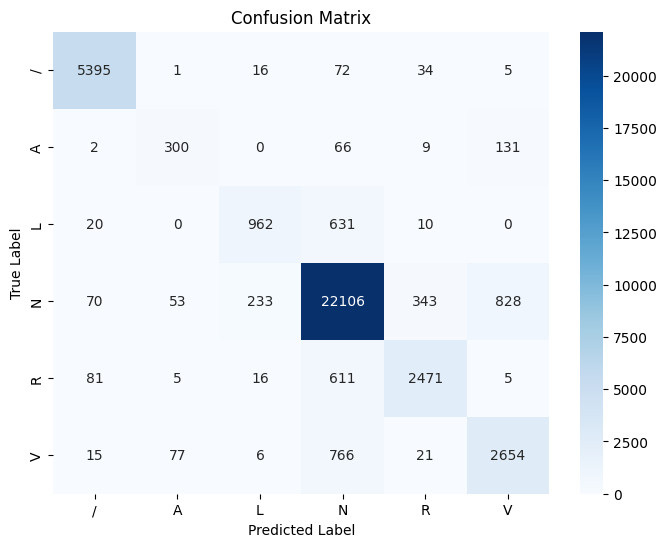 Confusion Matrix
/ 5395 1 16 72 34 5
A 2 300 0 66 9 131
L 20 0 962 631 10 0
N 70 53 233 22106 343 828
R 81 5 16 611 2471 5
V 15 77 6 766 21 2654
/ A L N R V
Predicted Label
True Label
20000
17500
15000
12500
10000
7500
5000
2500
0